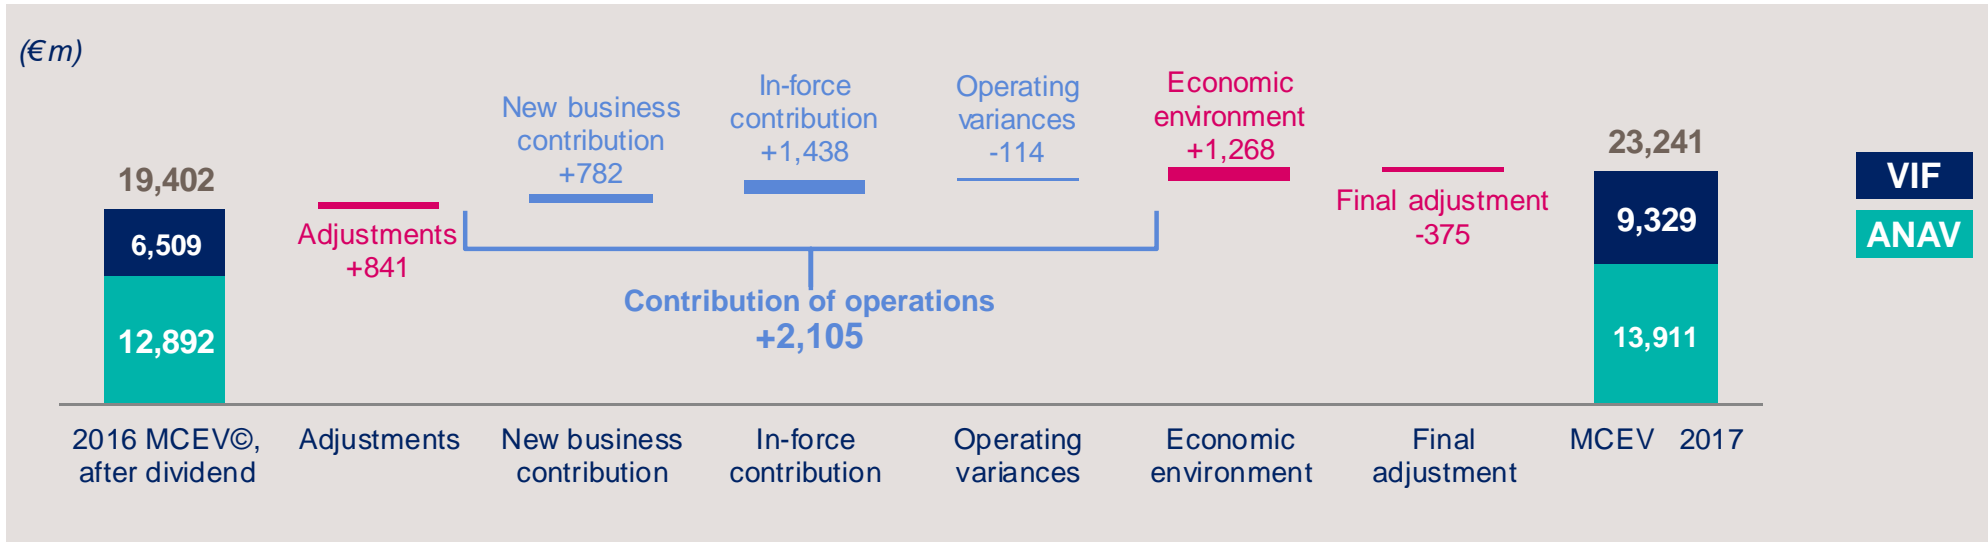 (€m)
19,402
6,509
12,892
Adjustments
+841
New business
contribution
+782
In-force
contribution
+1,438
Operating
variances
-114
Contribution of operations
+2,105
Economic
environment
+1,268
Final adjustment
-375
23,241
9,329
13,911
VIF
ANAV
2016 MCEV©,
after dividend
Adjustments
New business
contribution
In-force
contribution
Operating
variances
Economic
environment
Final
adjustment
MCEV 2017